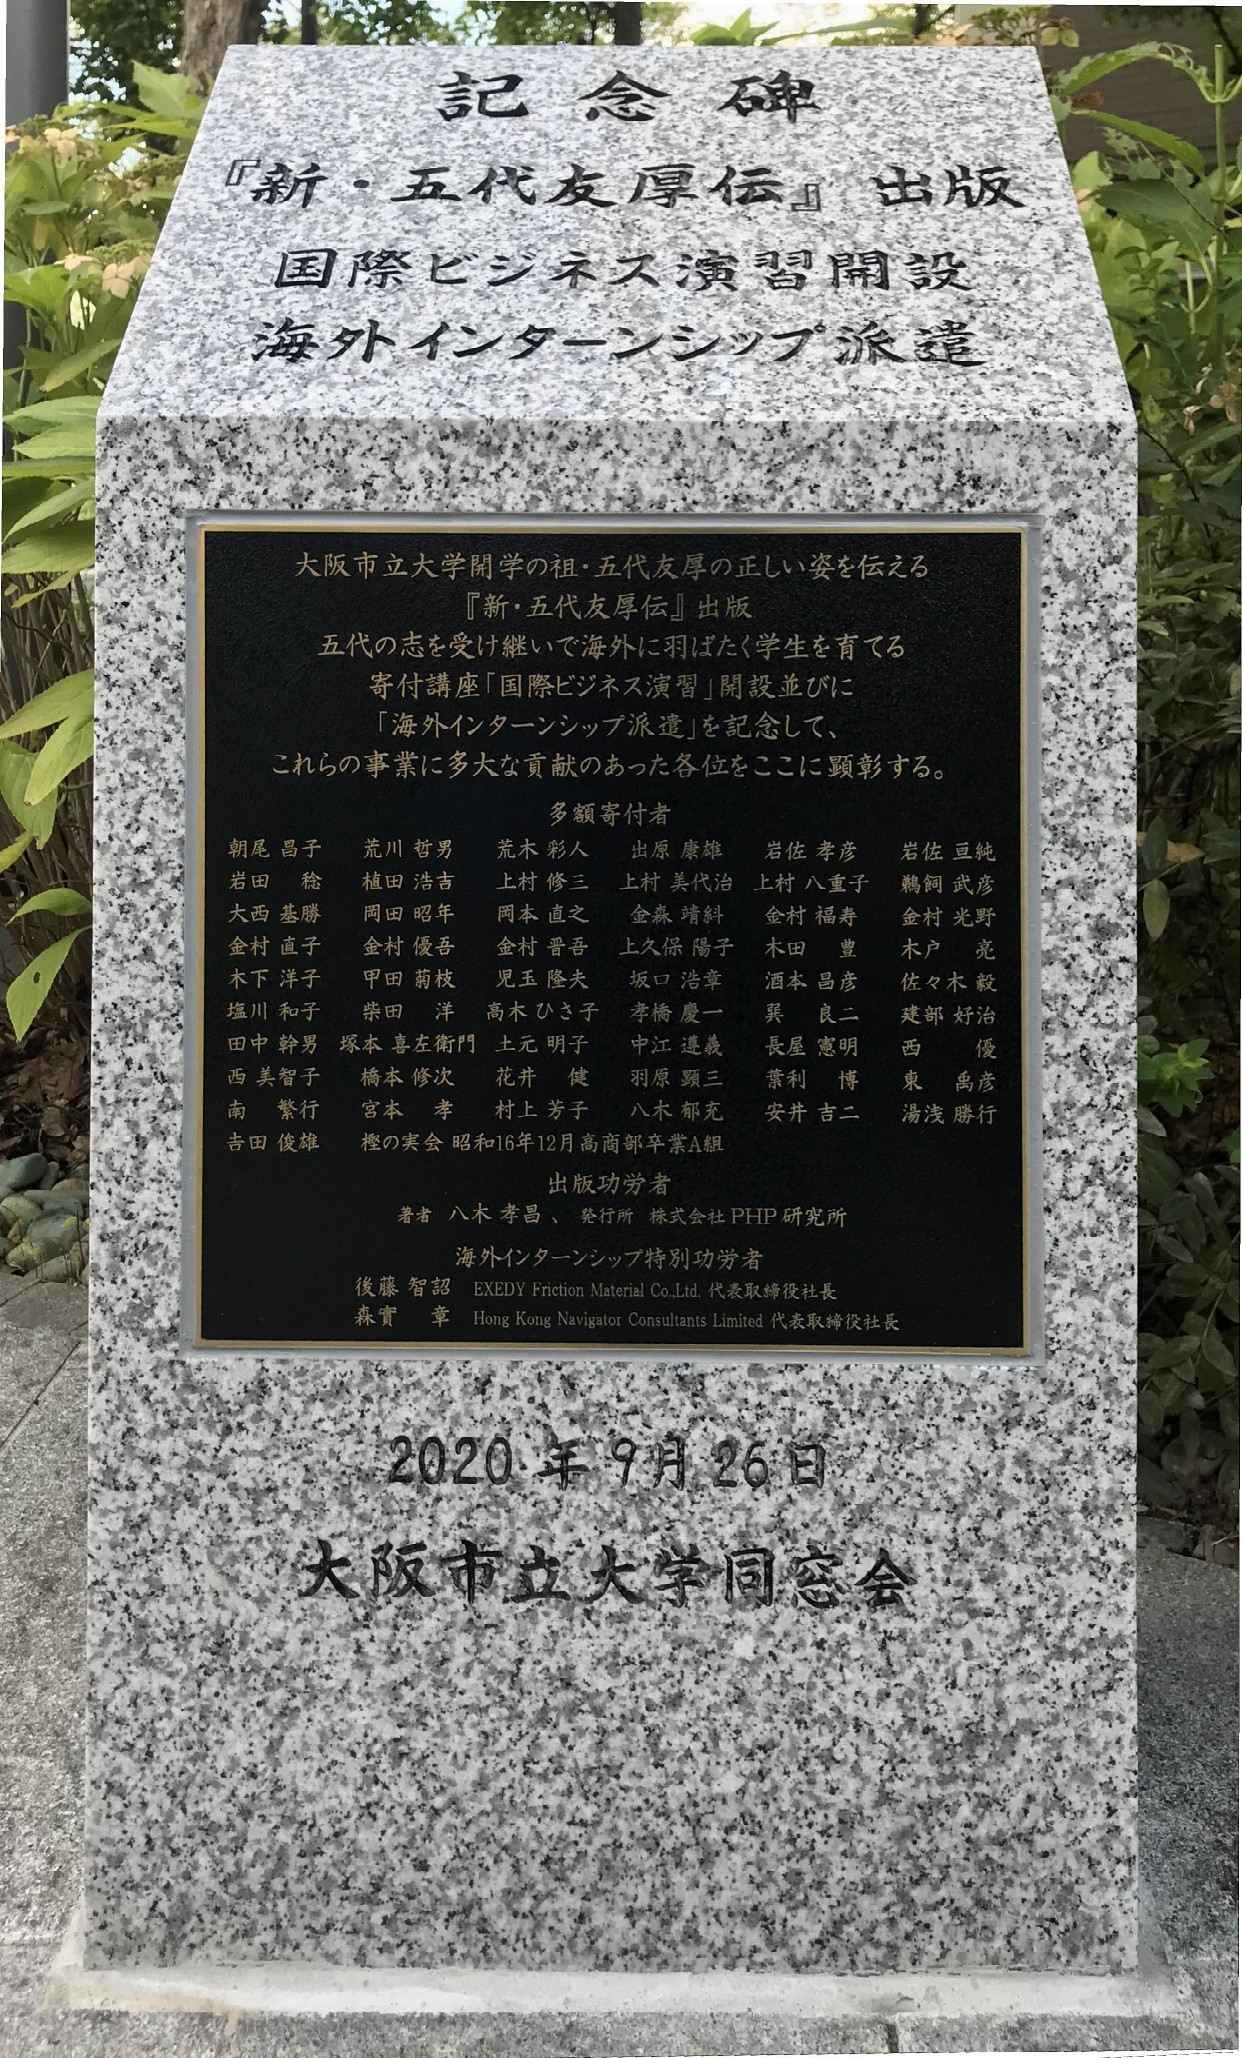 記念碑
『新・五代友厚伝』出版
国際ビジネス演習開設
海外インターンシップ派遣
大阪市立大学開学の祖・五代友厚の正しい姿を伝える
『新・五代友厚伝』出版
五代の志を受け継いで海外に羽ばたく学生を育てる
寄付講座「国際ビジネス演習」開設並びに
「海外インターンシップ派遣」を記念して、
これらの事業に多大な貢献のあった各位をここに顕彰する。
多額寄付者
朝尾 昌子 荒川 哲男 荒木 彩人 出原 康雄 岩佐 孝彦 岩佐 亘純
岩田 稔 植田 浩吉 上村 修三 上村 美代治 上村 八重子 鵜飼 武彦
大西 基勝 岡田 昭年 岡本 直之 金森 靖斜 金村 福寿 金村 光野
金村 直子 金村 優吾 金村 晋吾 上久保 陽子 木田 豊 木戸 亮
木下 洋子 甲田 菊枝 児玉 隆夫 坂口 浩章 酒本 昌彦 佐々木 毅
塩川 和子 柴田 洋 高木 ひさ子 孝橋 慶一 巽 良二 建部 好治
田中 幹男 塚本 喜左衛門 土元 明子 中江 遵義 長屋 憲明 西 優
西 美智子 橋本 修次 花井 健 羽原 顕三 葉利 博 東 禹彦
南 繁行 宮本 孝 村上 芳子 八木 郁充 安井 吉二 湯浅 勝行
吉田 俊雄 樫の実会 昭和16年12月高商部卒業A組
出版功労者
著者 八木 孝昌、 発行所 株式会社PHP研究所
海外インターンシップ特別功労者
後藤 智詔 EXEDY Friction Material Co.,Ltd. 代表取締役社長
森實 章 Hong Kong Navigator Consultants Limited 代表取締役社長
2020年9月26日
大阪市立大学同窓会